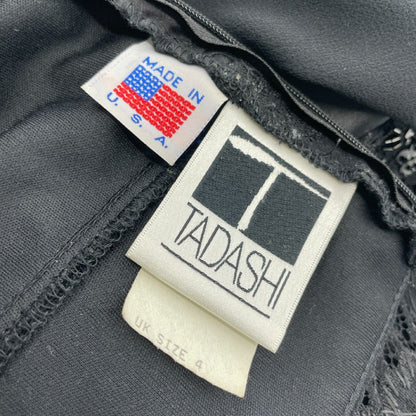 MADE IN
U. S. A.
T
TADASHI
UK SIZE 4